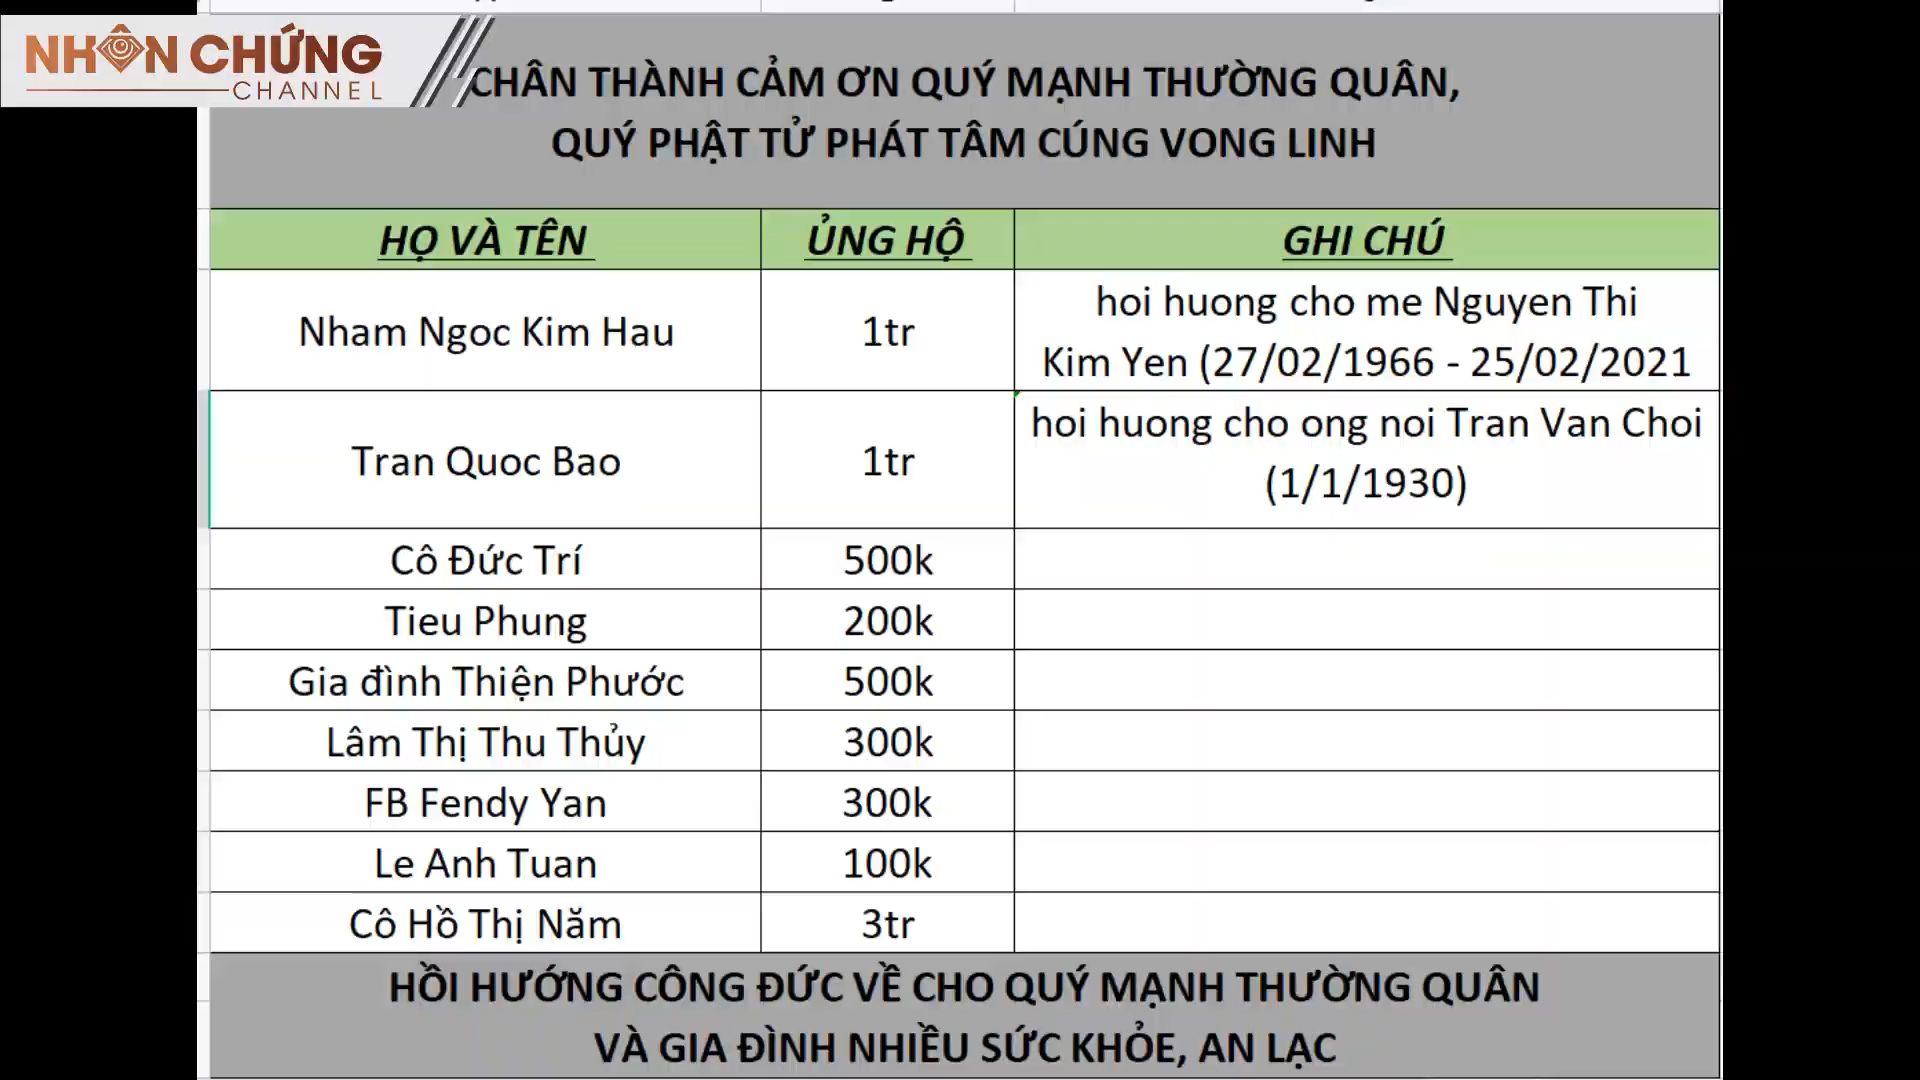 NHÂN CHỨNG
CHANNEL
CHÂN THÀNH CẢM ƠN QUÝ MẠNH THƯỜNG QUÂN,
QUÝ PHẬT TỬ PHÁT TÂM CÚNG VONG LINH
HỌ VÀ TÊN ỦNG HỘ GHI CHÚ
Nham Ngoc Kim Hau 1tr hoi huong cho me Nguyen Thi
Kim Yen (27/02/1966 - 25/02/2021
Tran Quoc Bao 1tr hoi huong cho ong noi Tran Van Choi
(1/1/1930)
Cô Đức Trí 500k
Tieu Phung 200k
Gia đình Thiện Phước 500k
Lâm Thị Thu Thủy 300k
FB Fendy Yan 300k
Le Anh Tuan 100k
Cô Hồ Thị Năm 3tr
HỒI HƯỚNG CÔNG ĐỨC VỀ CHO QUÝ MẠNH THƯỜNG QUÂN
VÀ GIA ĐÌNH NHIỀU SỨC KHỎE, AN LẠC